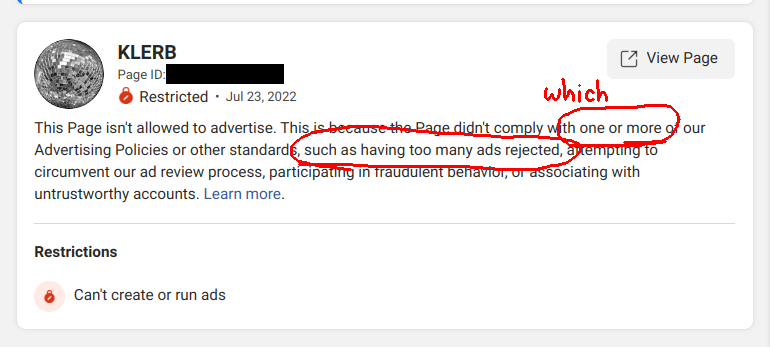 KLERB
View Page
Page ID:
Restricted · Jul 23, 2022
which
This Page isn't allowed to advertise. This is because the Page didn't comply with one or more of our
Advertising Policies or other standards, such as having too many ads rejected, attempting to
circumvent our ad review process, participating in fraudulent behavior, or associating with
untrustworthy accounts. Learn more.
Restrictions
Can't create or run ads